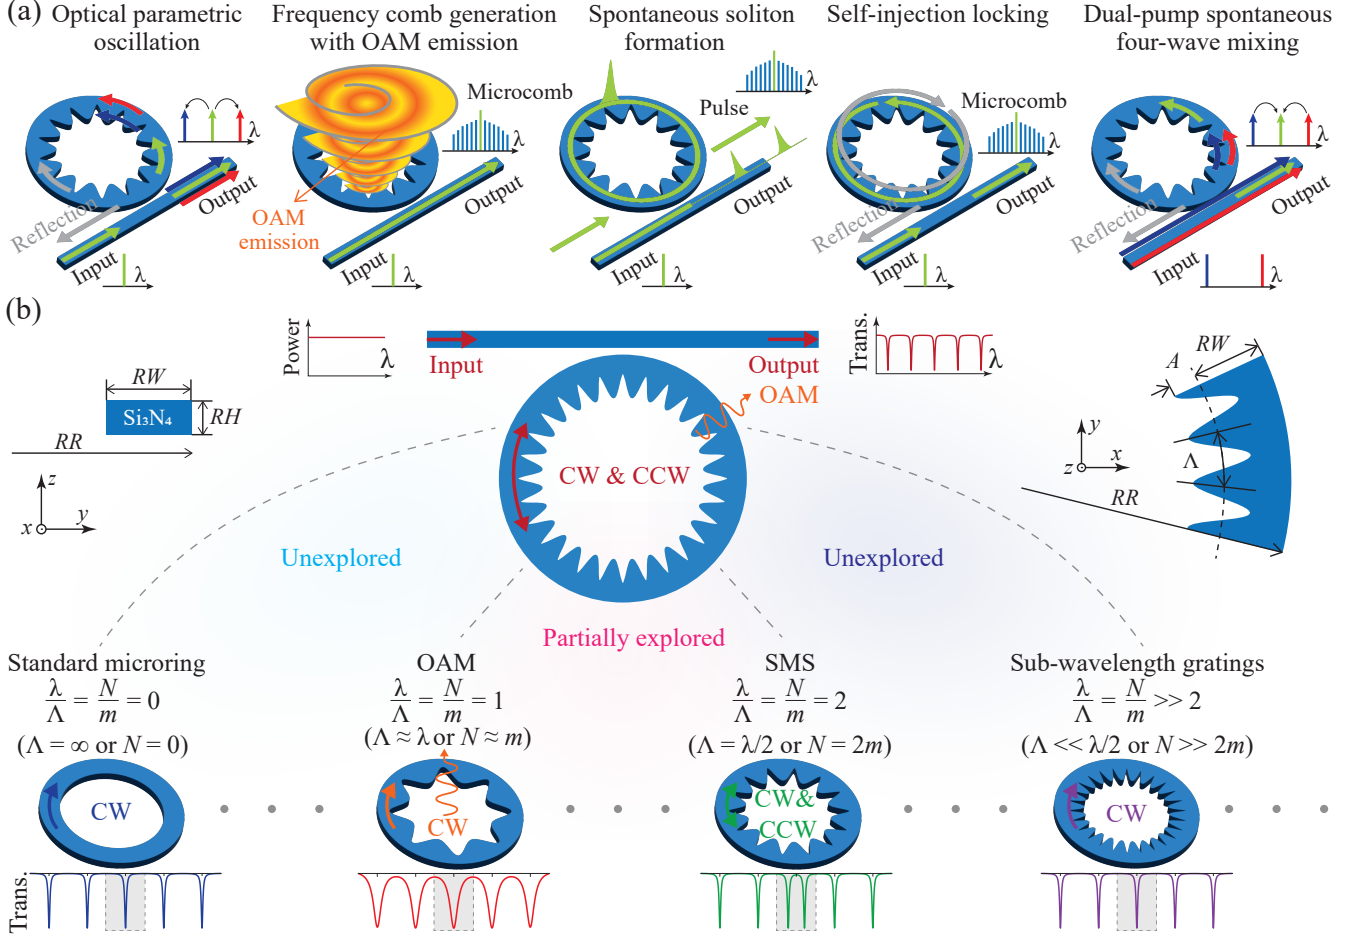 (a)
Optical parametric
oscillation
λ
Output
Reflection
Input
λ
Frequency comb generation
with OAM emission
Microcomb
λ
OAM
emission
Output
Input
λ
Spontaneous soliton
formation
λ
Pulse
Output
Input
λ
Self-injection locking
Microcomb
λ
Output
Reflection
Input
λ
Dual-pump spontaneous
four-wave mixing
λ
Output
Reflection
Input
λ
(b)
Power
λ
Input
Output
Trans.
λ
OAM
CW & CCW
RW
Si₃N₄
RH
RR
z
x
y
A
RW
y
z
x
Λ
RR
Unexplored
Unexplored
Partially explored
Standard microring
λ/Λ = N/m = 0
(Λ = ∞ or N = 0)
CW
Trans.
OAM
λ/Λ = N/m = 1
(Λ ≈ λ or N ≈ m)
CW
SMS
λ/Λ = N/m = 2
(Λ = λ/2 or N = 2m)
CW&
CCW
Sub-wavelength gratings
λ/Λ = N/m >> 2
(Λ << λ/2 or N >> 2m)
CW